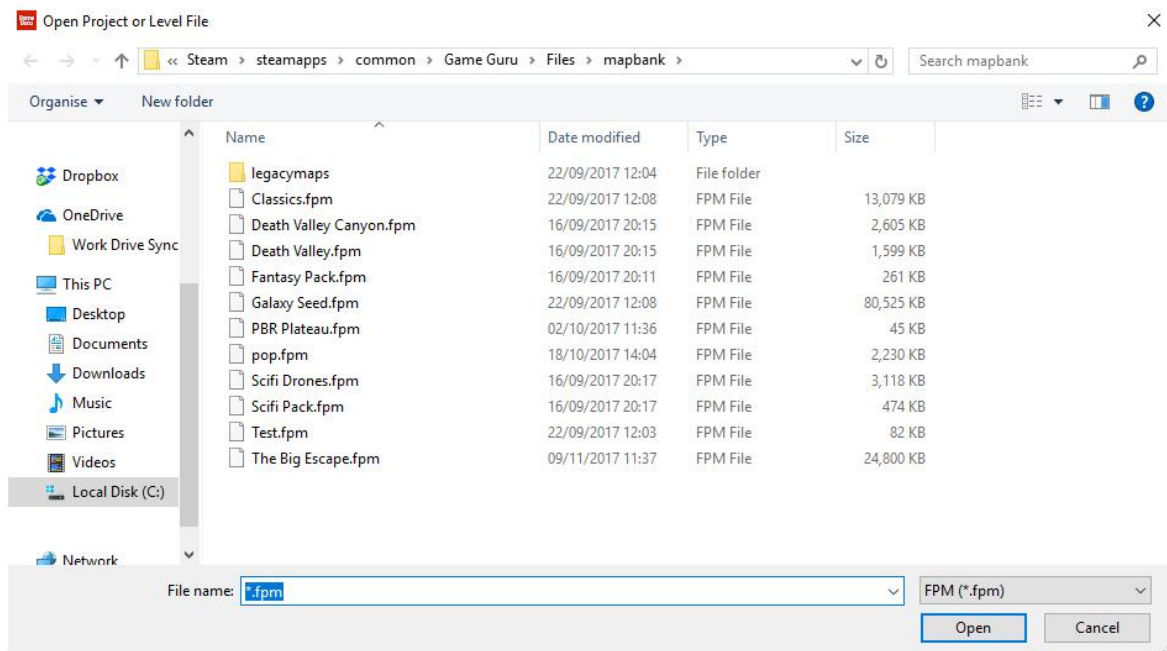 Game Guru Open Project or Level File
« Steam > steamapps > common > Game Guru > Files > mapbank > Search mapbank
Organise New folder ?
Name Date modified Type Size
Dropbox
OneDrive
Work Drive Sync
This PC
Desktop
Documents
Downloads
Music
Pictures
Videos
Local Disk (C:)
Network
legacymaps 22/09/2017 12:04 File folder
Classics.fpm 22/09/2017 12:08 FPM File 13,079 KB
Death Valley Canyon.fpm 16/09/2017 20:15 FPM File 2,605 KB
Death Valley.fpm 16/09/2017 20:15 FPM File 1,599 KB
Fantasy Pack.fpm 16/09/2017 20:11 FPM File 261 KB
Galaxy Seed.fpm 22/09/2017 12:08 FPM File 80,525 KB
PBR Plateau.fpm 02/10/2017 11:36 FPM File 45 KB
pop.fpm 18/10/2017 14:04 FPM File 2,230 KB
Scifi Drones.fpm 16/09/2017 20:17 FPM File 3,118 KB
Scifi Pack.fpm 16/09/2017 20:17 FPM File 474 KB
Test.fpm 22/09/2017 12:03 FPM File 82 KB
The Big Escape.fpm 09/11/2017 11:37 FPM File 24,800 KB
File name: *.fpm FPM (*.fpm)
Open Cancel